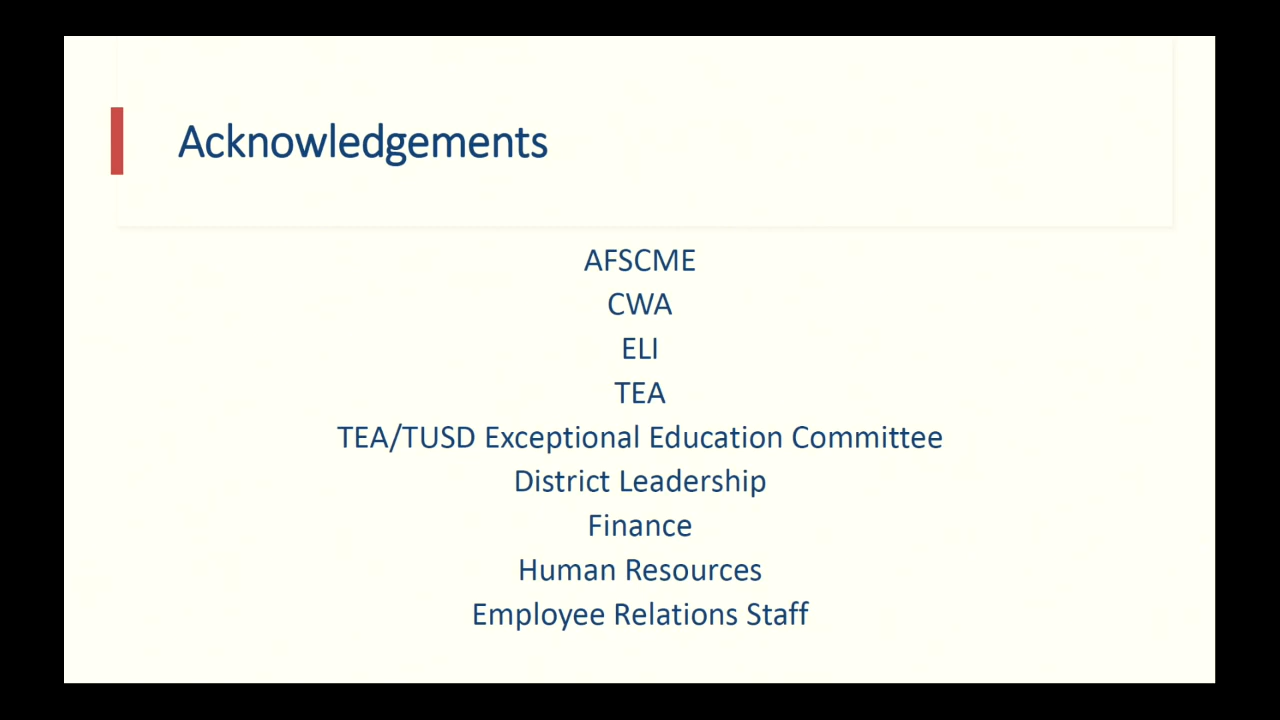 Acknowledgements
AFSCME
CWA
ELI
TEA
TEA/TUSD Exceptional Education Committee
District Leadership
Finance
Human Resources
Employee Relations Staff